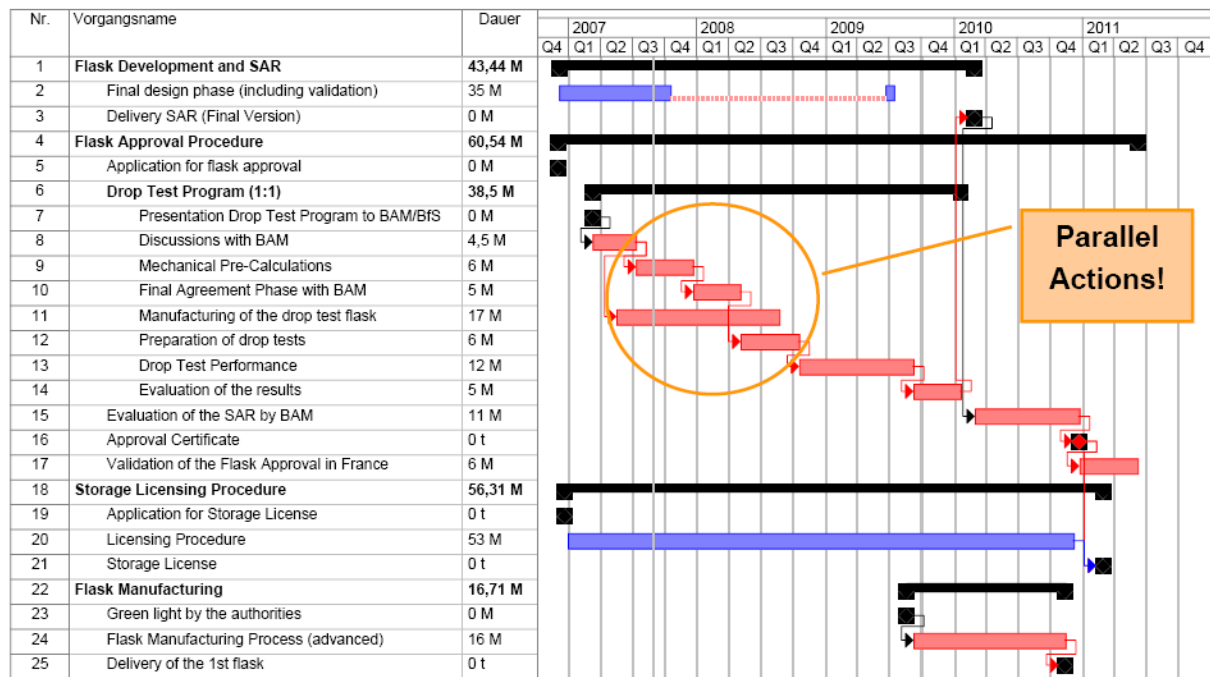 Nr. Vorgangsname Dauer 2007 2008 2009 2010 2011
Q4 Q1 Q2 Q3 Q4 Q1 Q2 Q3 Q4 Q1 Q2 Q3 Q4 Q1 Q2 Q3 Q4 Q1 Q2 Q3 Q4
1 Flask Development and SAR 43,44 M
2 Final design phase (including validation) 35 M
3 Delivery SAR (Final Version) 0 M
4 Flask Approval Procedure 60,54 M
5 Application for flask approval 0 M
6 Drop Test Program (1:1) 38,5 M
7 Presentation Drop Test Program to BAM/BfS 0 M
8 Discussions with BAM 4,5 M
9 Mechanical Pre-Calculations 6 M
10 Final Agreement Phase with BAM 5 M
11 Manufacturing of the drop test flask 17 M
12 Preparation of drop tests 6 M
13 Drop Test Performance 12 M
14 Evaluation of the results 5 M
15 Evaluation of the SAR by BAM 11 M
16 Approval Certificate 0 t
17 Validation of the Flask Approval in France 6 M
18 Storage Licensing Procedure 56,31 M
19 Application for Storage License 0 t
20 Licensing Procedure 53 M
21 Storage License 0 t
22 Flask Manufacturing 16,71 M
23 Green light by the authorities 0 M
24 Flask Manufacturing Process (advanced) 16 M
25 Delivery of the 1st flask 0 t
Parallel
Actions!